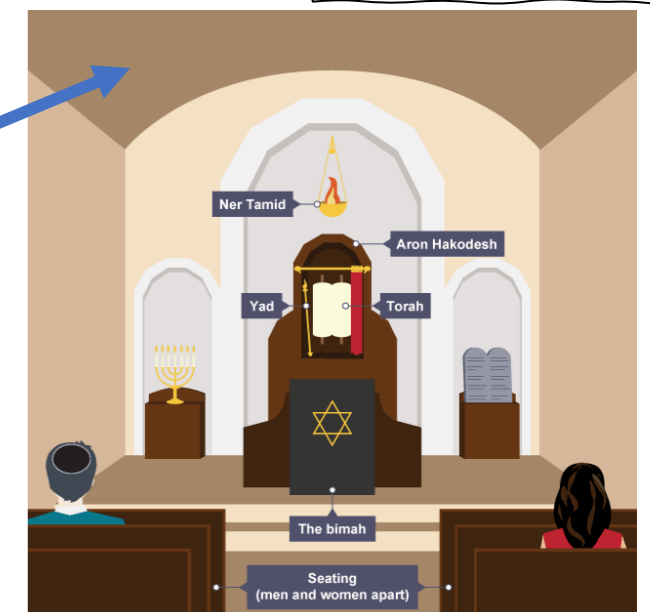 Ner Tamid
Aron Hakodesh
Yad
Torah
The bimah
Seating
(men and women apart)